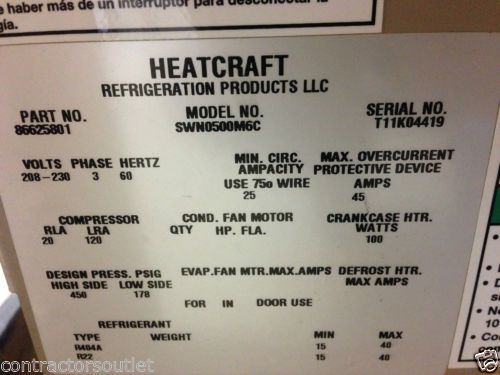 e haber más de un interruptor para desconectar la
gía.
HEATCRAFT
REFRIGERATION PRODUCTS LLC
PART NO. MODEL NO. SERIAL NO.
86625801 SWN0500M6C T11K04419
VOLTS PHASE HERTZ MIN. CIRC. MAX. OVERCURRENT
AMPACITY PROTECTIVE DEVICE
208-230 3 60 USE 75o WIRE AMPS
25 45
COMPRESSOR COND. FAN MOTOR CRANKCASE HTR.
RLA LRA QTY HP. FLA. WATTS
20 120 100
DESIGN PRESS. PSIG EVAP.FAN MTR.MAX.AMPS DEFROST HTR.
HIGH SIDE LOW SIDE MAX AMPS
450 178
FOR IN DOOR USE
REFRIGERANT
TYPE WEIGHT MIN MAX
R404A 15 40
R22 15 40
© contractorsoutlet